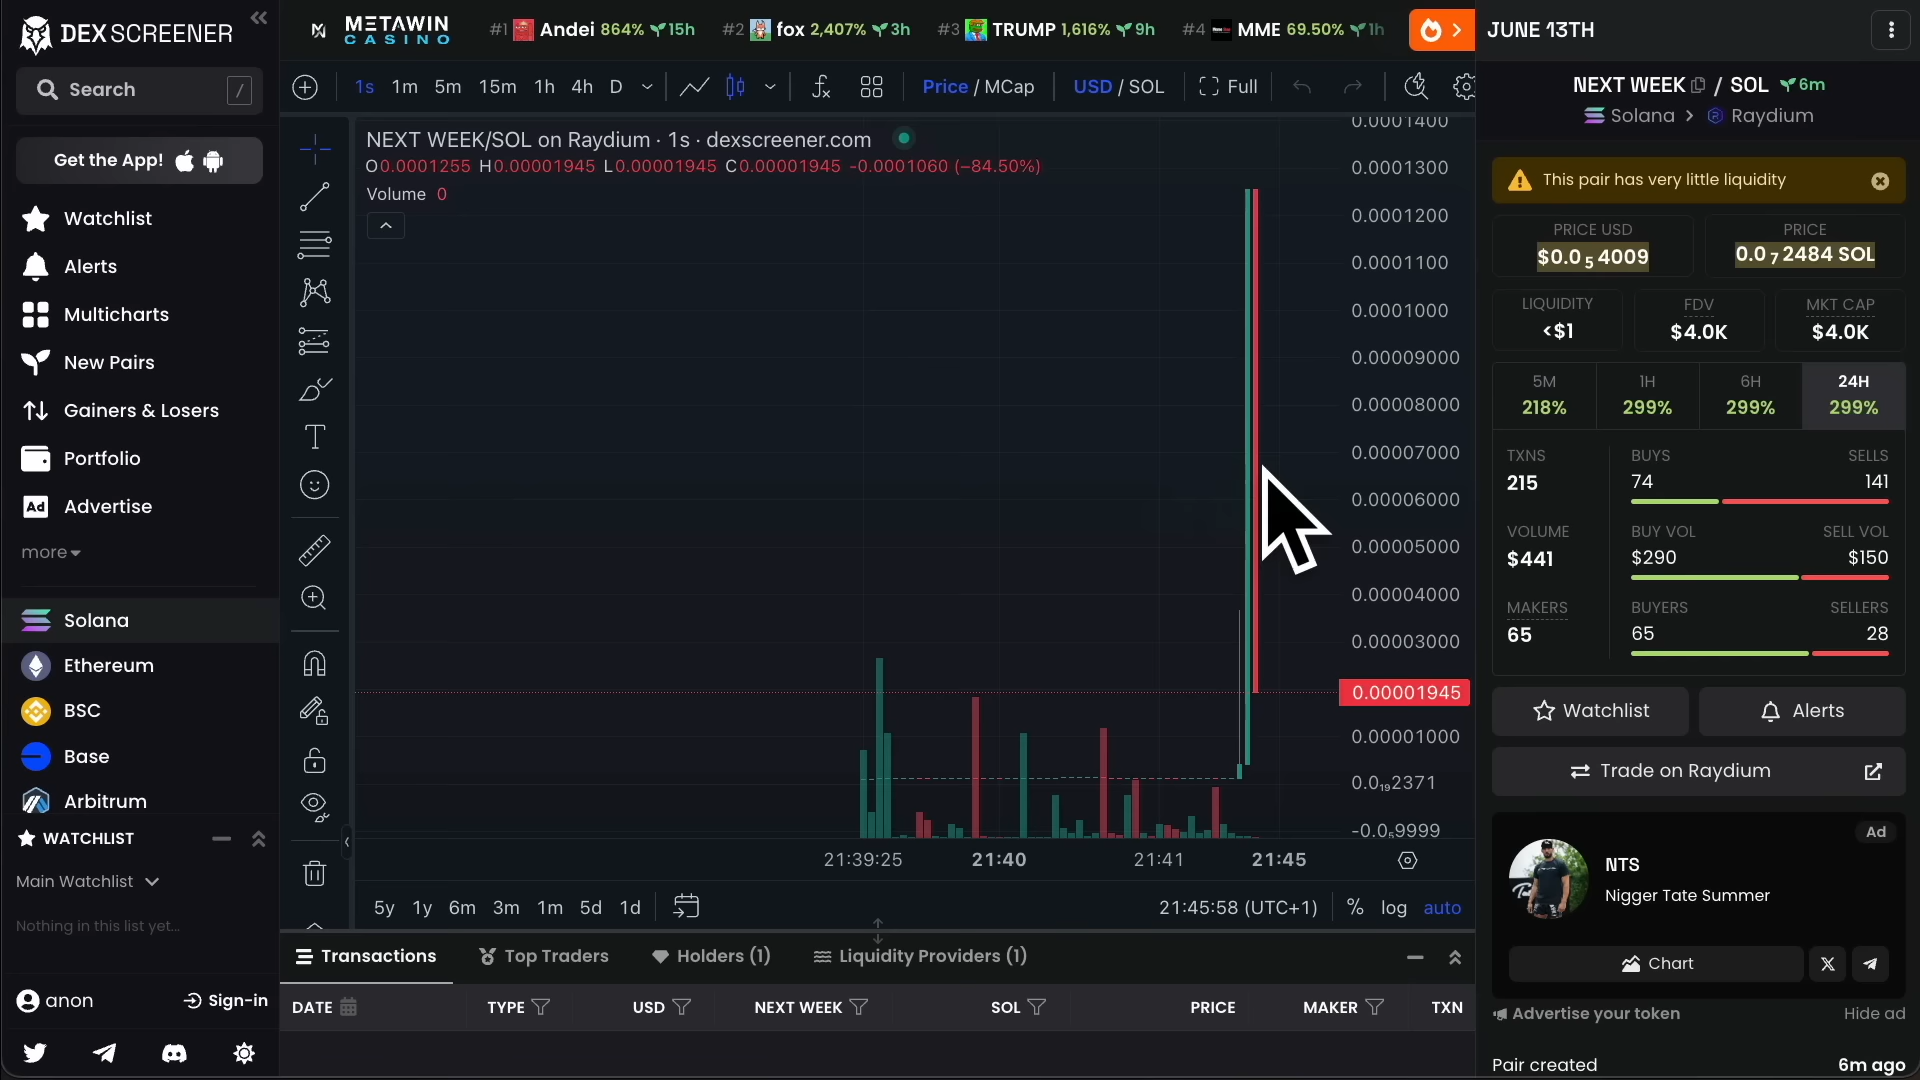 DEX SCREENER
Search
/
Get the App!
Watchlist
Alerts
Multicharts
New Pairs
Gainers & Losers
Portfolio
Ad
Advertise
more
Solana
Ethereum
BSC
Base
Arbitrum
WATCHLIST
Main Watchlist
Nothing in this list yet...
anon
Sign-in
METAWIN
CASINO
#1 Andei 864% 15h
#2 fox 2,407% 3h
#3 TRUMP 1,616% 9h
#4 MME 69.50% 1h
1s 1m 5m 15m 1h 4h D
Price / MCap
USD / SOL
Full
NEXT WEEK/SOL on Raydium · 1s · dexscreener.com
O0.0001255 H0.00001945 L0.00001945 C0.00001945 -0.0001060 (−84.50%)
Volume 0
0.0001400
0.0001300
0.0001200
0.0001100
0.0001000
0.00009000
0.00008000
0.00007000
0.00006000
0.00005000
0.00004000
0.00003000
0.00001945
0.00001000
0.0₁₉2371
-0.0₅9999
21:39:25 21:40 21:41 21:45
5y 1y 6m 3m 1m 5d 1d
21:45:58 (UTC+1) % log auto
Transactions
Top Traders
Holders (1)
Liquidity Providers (1)
DATE TYPE USD NEXT WEEK SOL PRICE MAKER TXN
JUNE 13TH
NEXT WEEK / SOL 6m
Solana > Raydium
This pair has very little liquidity
PRICE USD
$0.0₅4009
PRICE
0.0₇2484 SOL
LIQUIDITY
<$1
FDV
$4.0K
MKT CAP
$4.0K
5M
218%
1H
299%
6H
299%
24H
299%
TXNS
215
BUYS
74
SELLS
141
VOLUME
$441
BUY VOL
$290
SELL VOL
$150
MAKERS
65
BUYERS
65
SELLERS
28
Watchlist
Alerts
Trade on Raydium
Ad
NTS
Nigger Tate Summer
Chart
Advertise your token
Hide ad
Pair created
6m ago